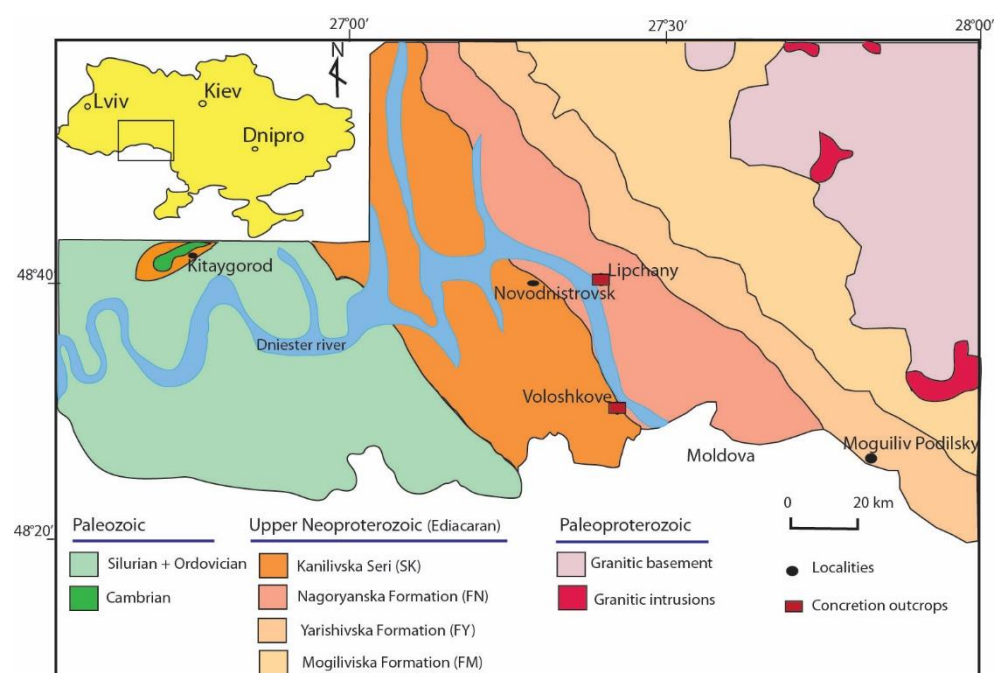 27°00′
27°30′
28°00′
N
Lviv
Kiev
Dnipro
48°40′
Kitaygorod
Lipchany
Novodnistrovsk
Dniester river
Voloshkove
Moldova
Moguiliv Podilsky
48°20′
0
20 km
Paleozoic
Silurian + Ordovician
Cambrian
Upper Neoproterozoic (Ediacaran)
Kanilivska Seri (SK)
Nagoryanska Formation (FN)
Yarishivska Formation (FY)
Mogiliviska Formation (FM)
Paleoproterozoic
Granitic basement
Granitic intrusions
Localities
Concretion outcrops